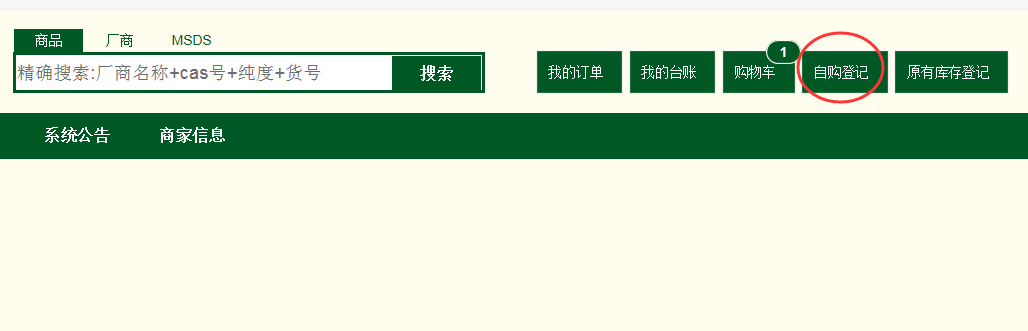 商品 厂商 MSDS
精确搜索:厂商名称+cas号+纯度+货号 搜索
我的订单 我的台账 购物车 1 自购登记 原有库存登记
系统公告 商家信息